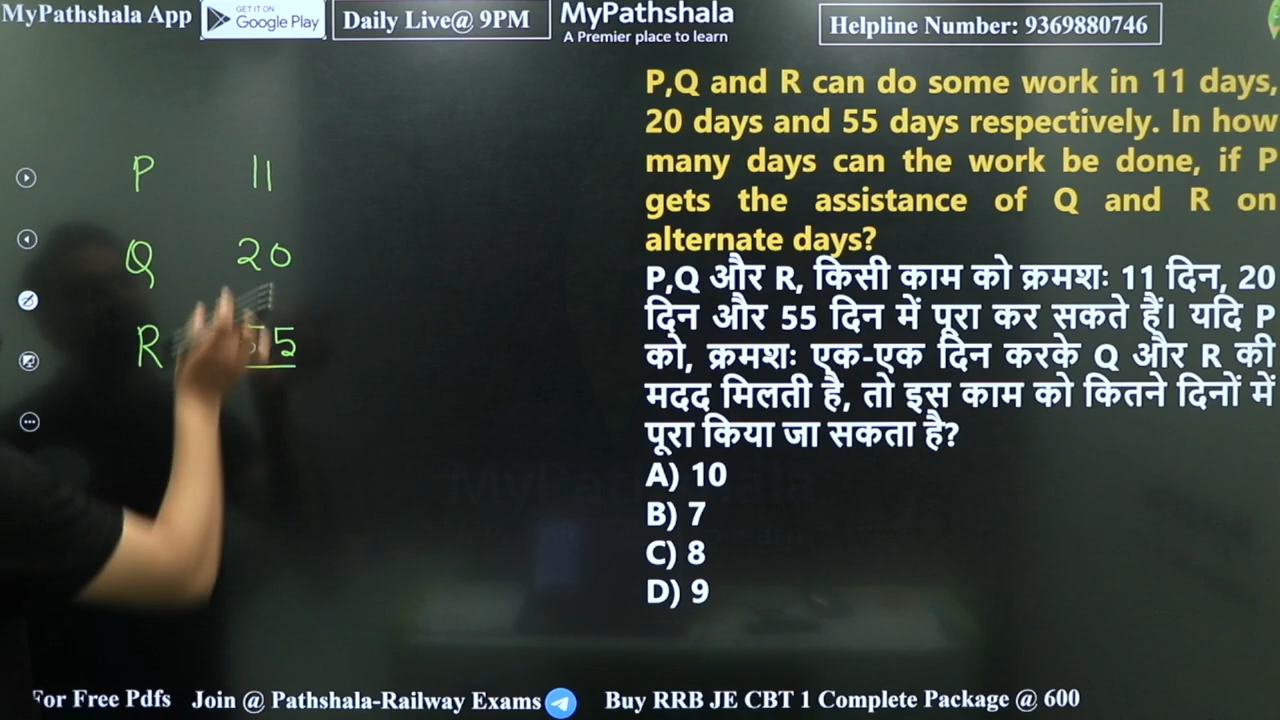 MyPathshala App
GET IT ON
Google Play
Daily Live@ 9PM
MyPathshala
A Premier place to learn
Helpline Number: 9369880746
P 11
Q 20
R 55
P,Q and R can do some work in 11 days,
20 days and 55 days respectively. In how
many days can the work be done, if P
gets the assistance of Q and R on
alternate days?
P,Q और R, किसी काम को क्रमशः 11 दिन, 20
दिन और 55 दिन में पूरा कर सकते हैं। यदि P
को, क्रमशः एक-एक दिन करके Q और R की
मदद मिलती है, तो इस काम को कितने दिनों में
पूरा किया जा सकता है?
A) 10
B) 7
C) 8
D) 9
MyPathshala
For Free Pdfs Join @ Pathshala-Railway Exams
Buy RRB JE CBT 1 Complete Package @ 600